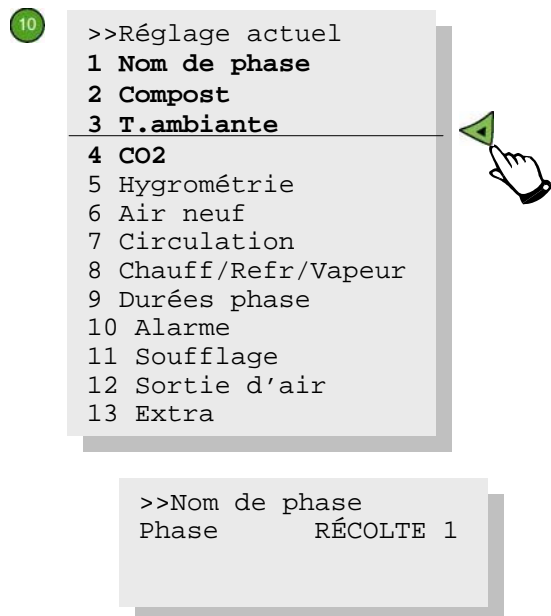 10
>>Réglage actuel
1 Nom de phase
2 Compost
3 T.ambiante
4 CO2
5 Hygrométrie
6 Air neuf
7 Circulation
8 Chauff/Refr/Vapeur
9 Durées phase
10 Alarme
11 Soufflage
12 Sortie d’air
13 Extra
>>Nom de phase
Phase RÉCOLTE 1